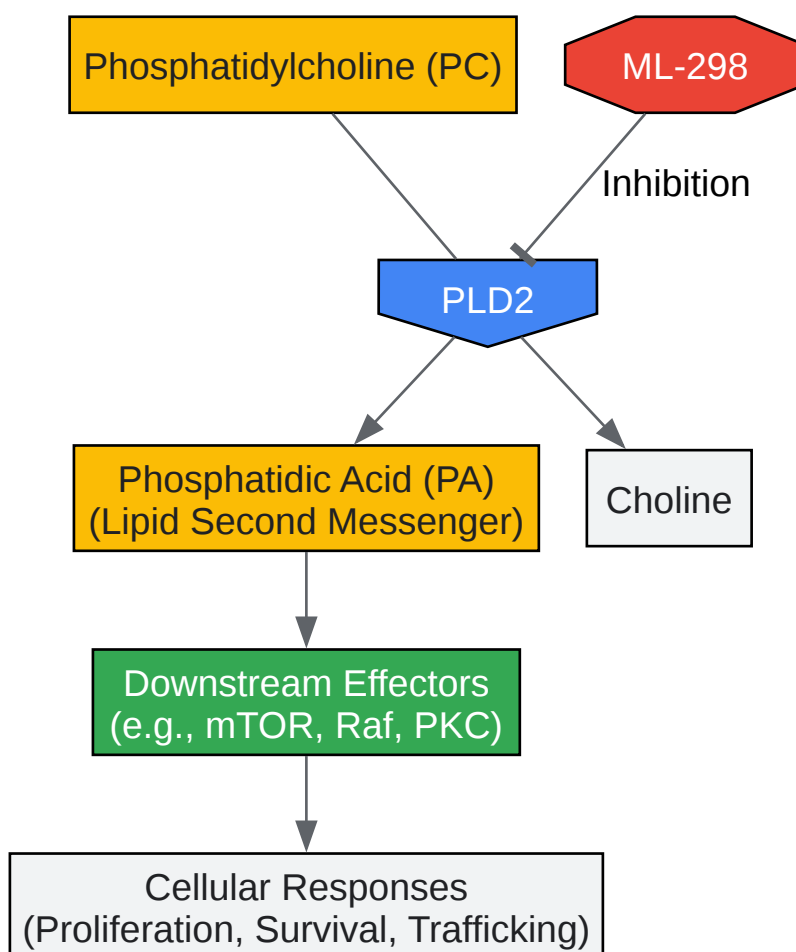 Phosphatidylcholine (PC)
ML-298
Inhibition
PLD2
Phosphatidic Acid (PA)
(Lipid Second Messenger)
Choline
Downstream Effectors
(e.g., mTOR, Raf, PKC)
Cellular Responses
(Proliferation, Survival, Trafficking)